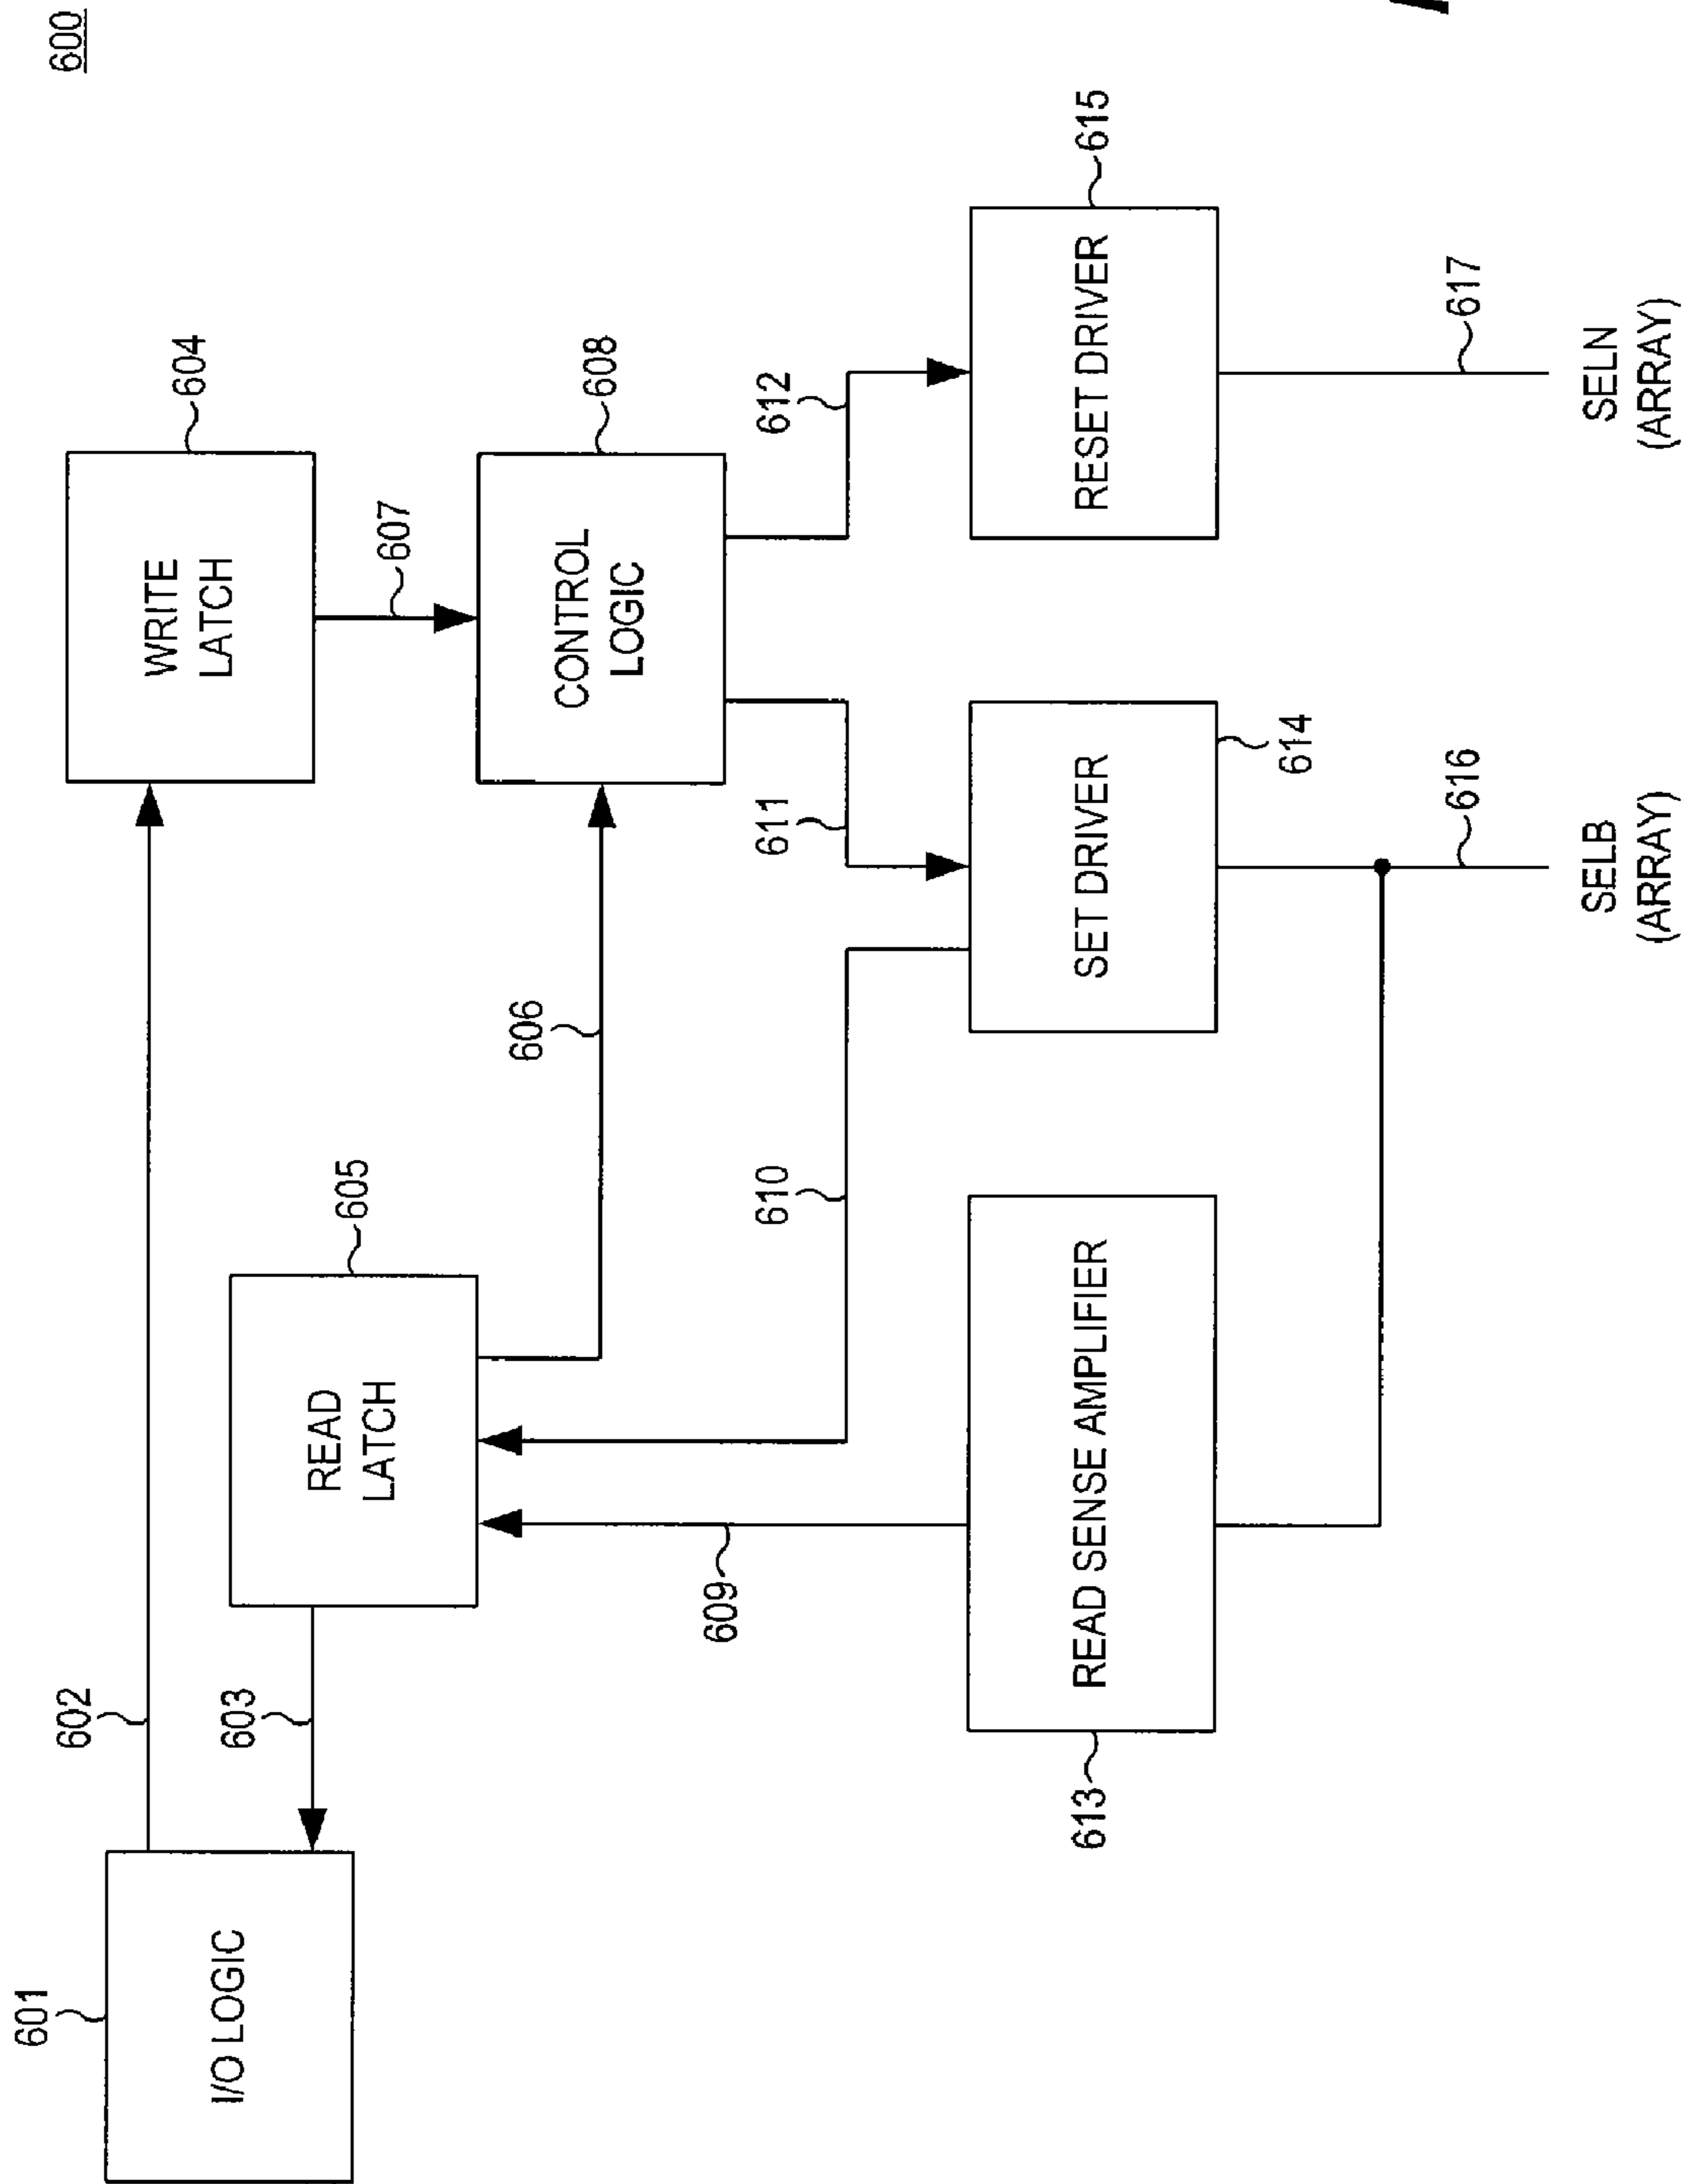 600
601
602
603
I/O LOGIC
WRITE
LATCH
604
READ
LATCH
605
606
607
CONTROL
LOGIC
608
609
610
611
612
READ SENSE AMPLIFIER
613
SET DRIVER
614
RESET DRIVER
615
616
617
SELB
(ARRAY)
SELN
(ARRAY)